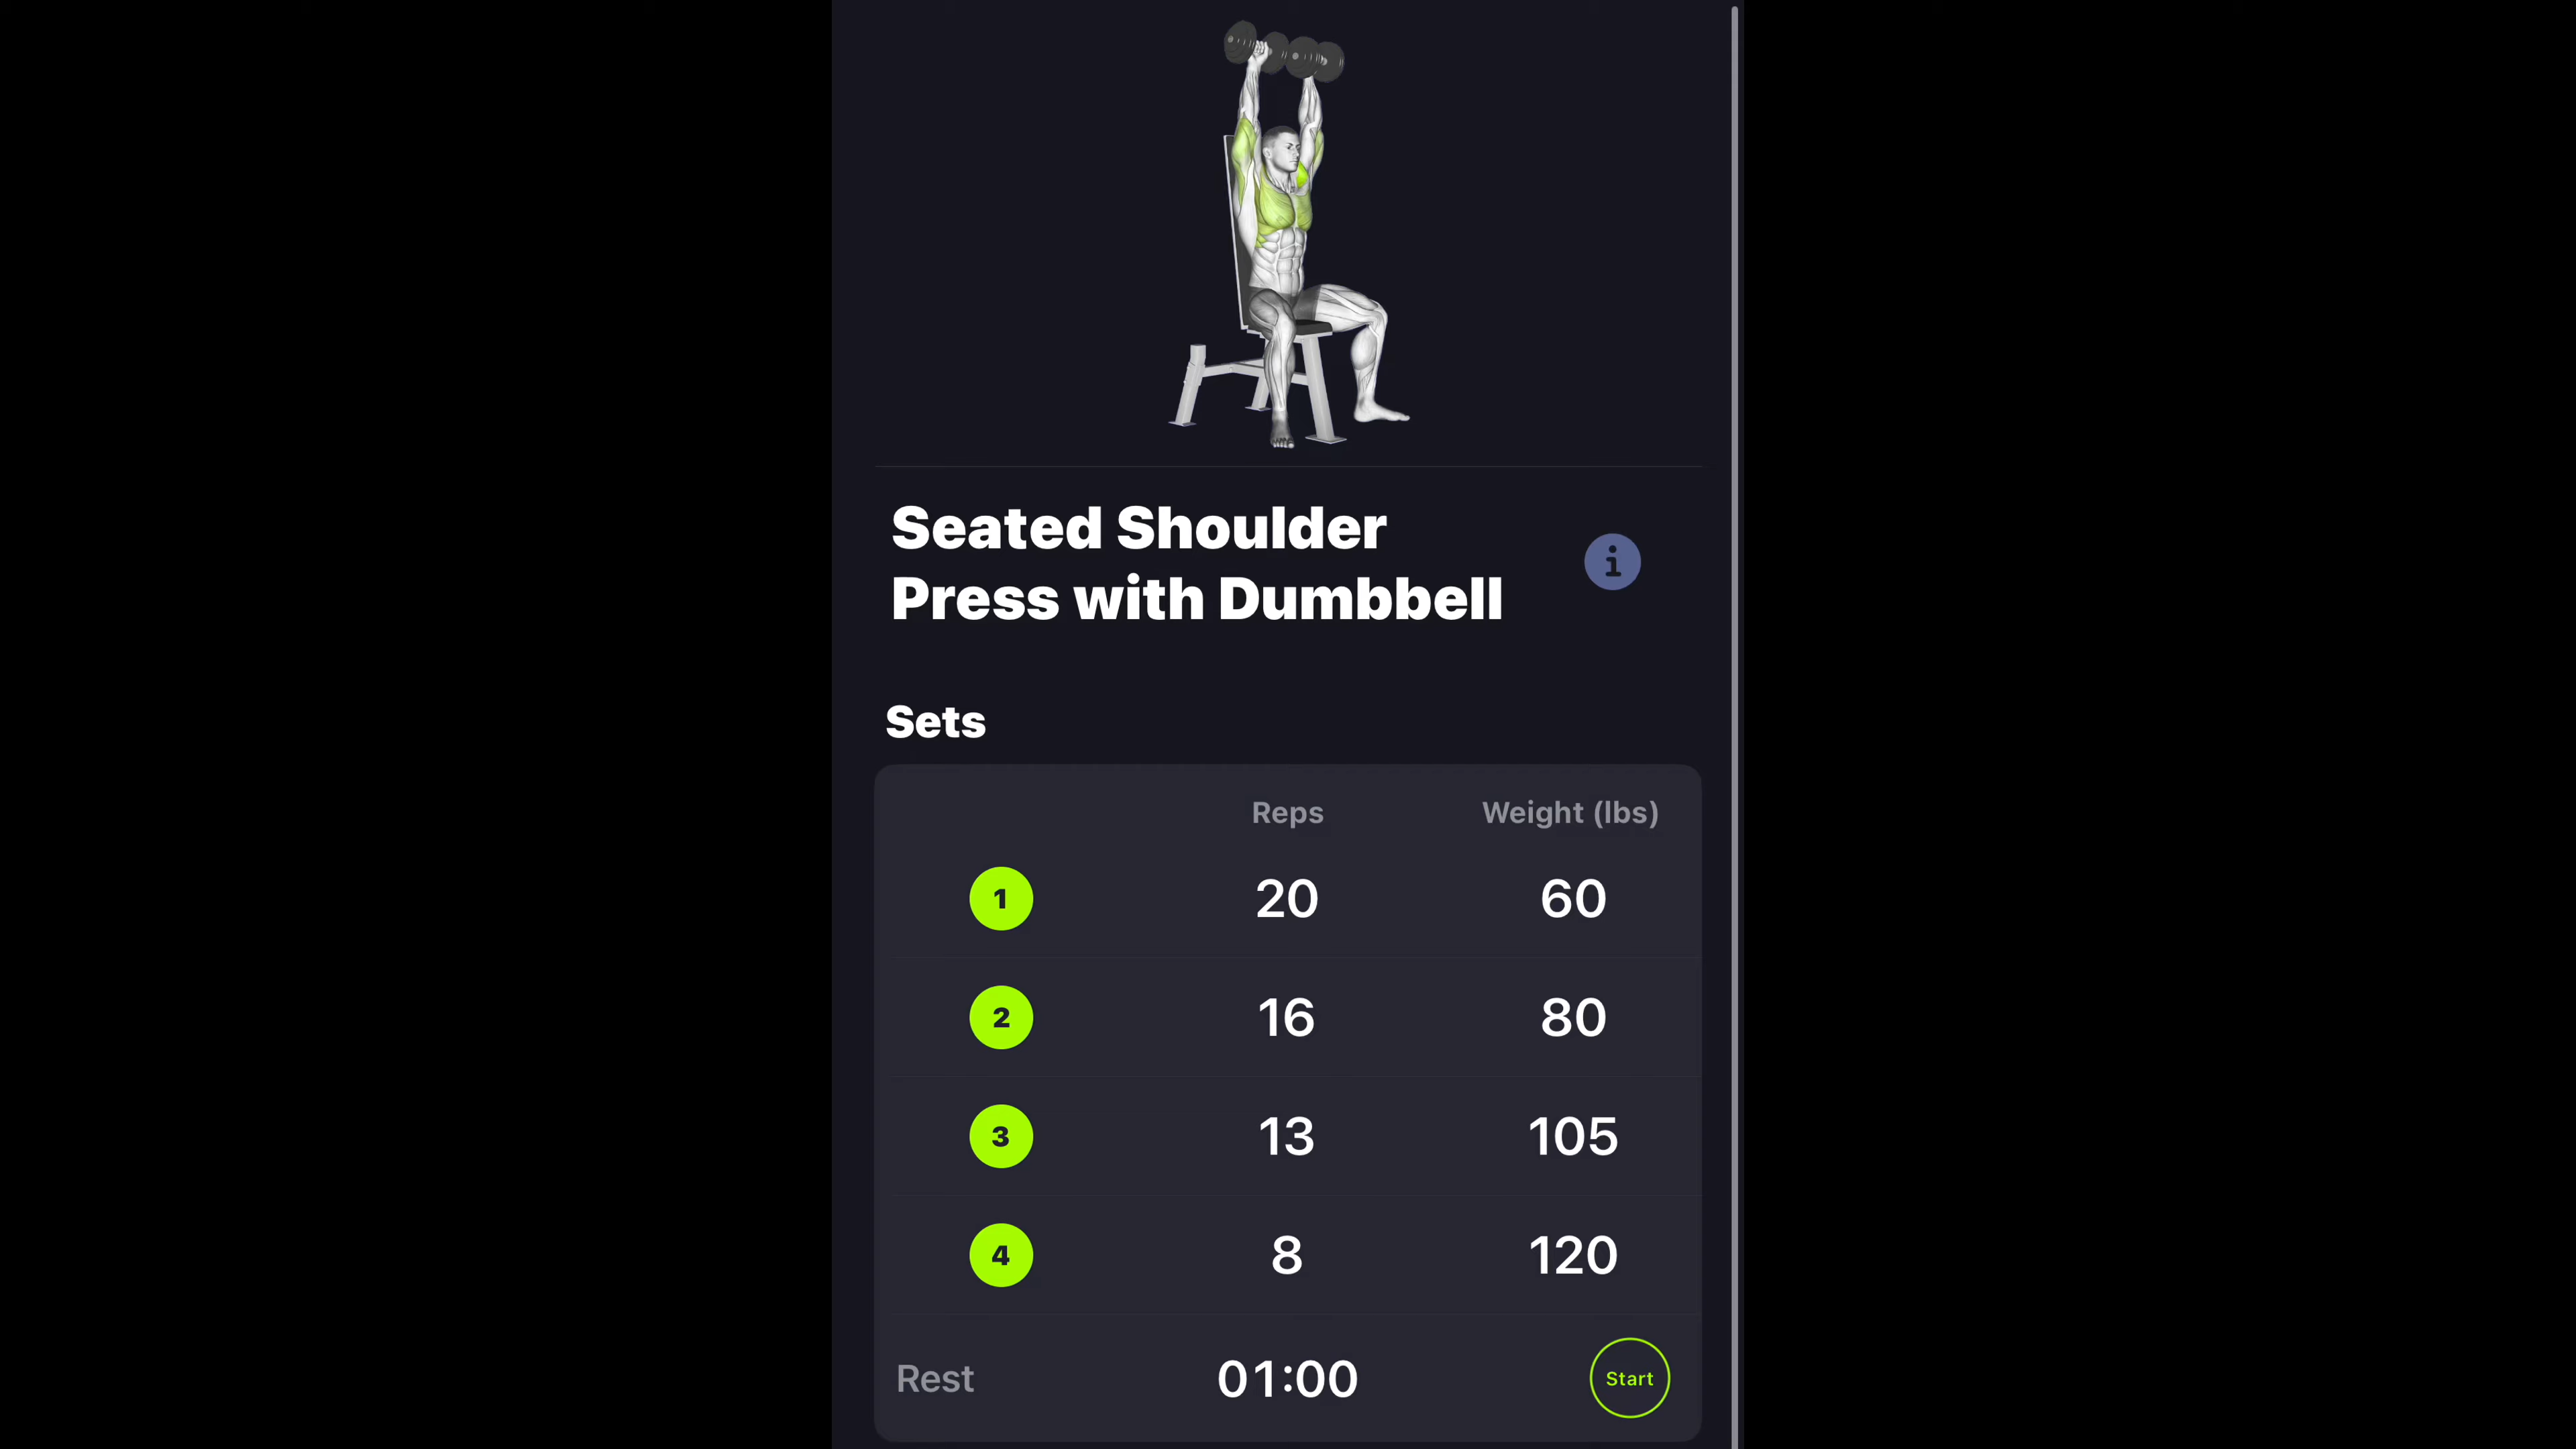 Seated Shoulder
Press with Dumbbell
Sets
Reps Weight (lbs)
1 20 60
2 16 80
3 13 105
4 8 120
Rest 01:00 Start